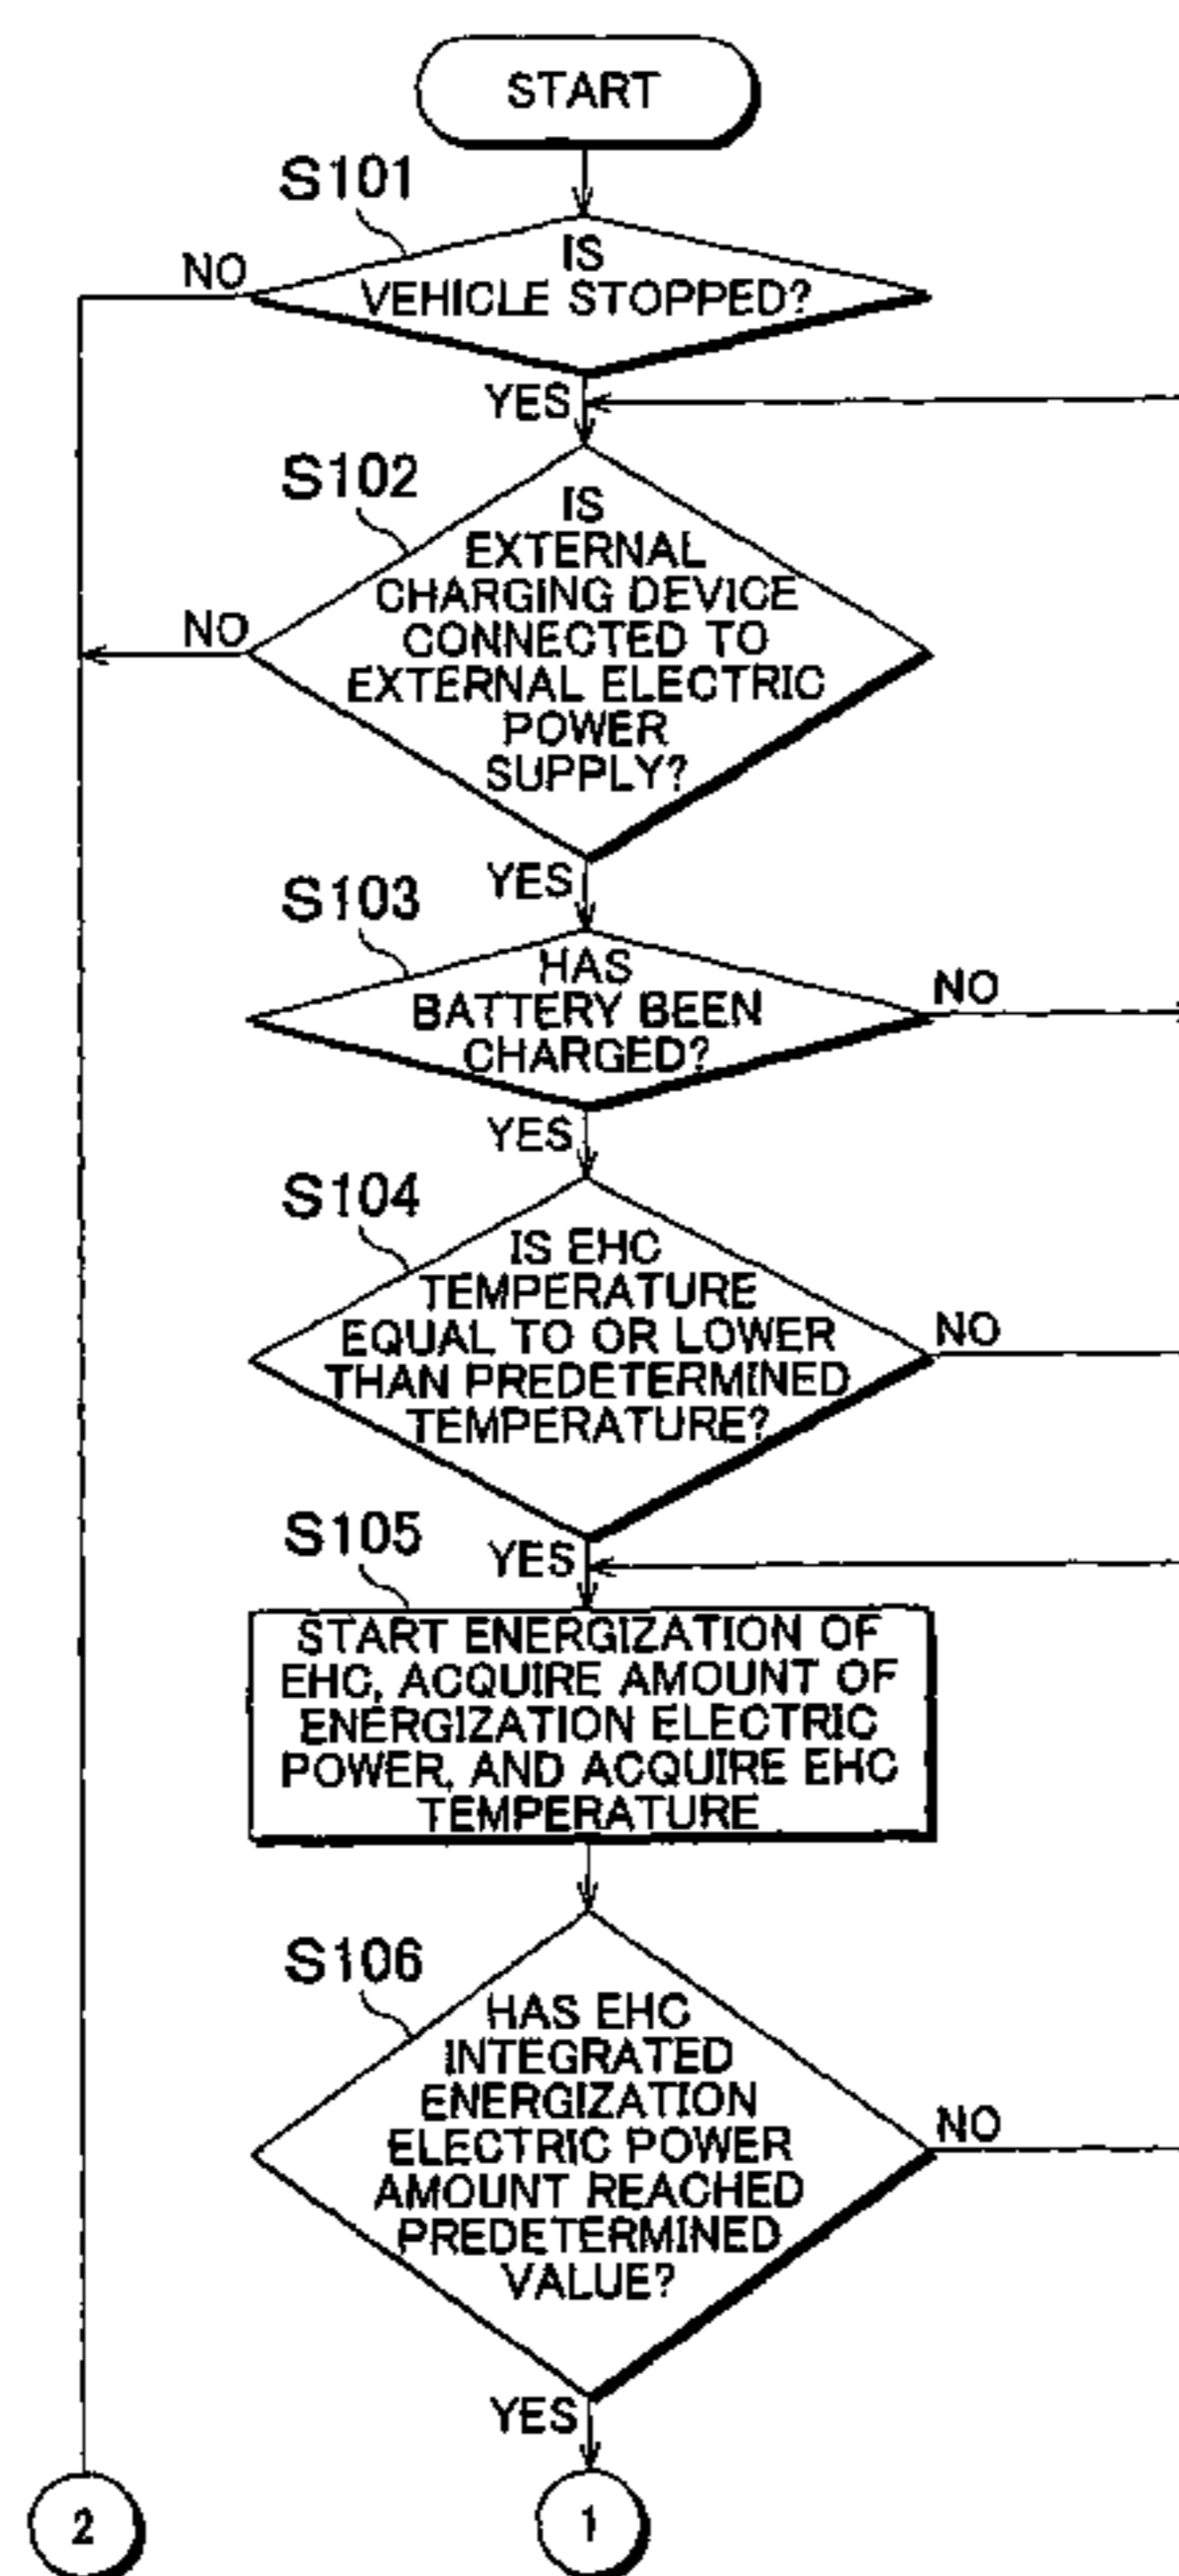 START
S101
IS
VEHICLE STOPPED?
NO
YES
S102
IS
EXTERNAL
CHARGING DEVICE
CONNECTED TO
EXTERNAL ELECTRIC
POWER
SUPPLY?
NO
YES
S103
HAS
BATTERY BEEN
CHARGED?
NO
YES
S104
IS EHC
TEMPERATURE
EQUAL TO OR LOWER
THAN PREDETERMINED
TEMPERATURE?
NO
YES
S105
START ENERGIZATION OF
EHC, ACQUIRE AMOUNT OF
ENERGIZATION ELECTRIC
POWER, AND ACQUIRE EHC
TEMPERATURE
S106
HAS EHC
INTEGRATED
ENERGIZATION
ELECTRIC POWER
AMOUNT REACHED
PREDETERMINED
VALUE?
NO
YES
2
1